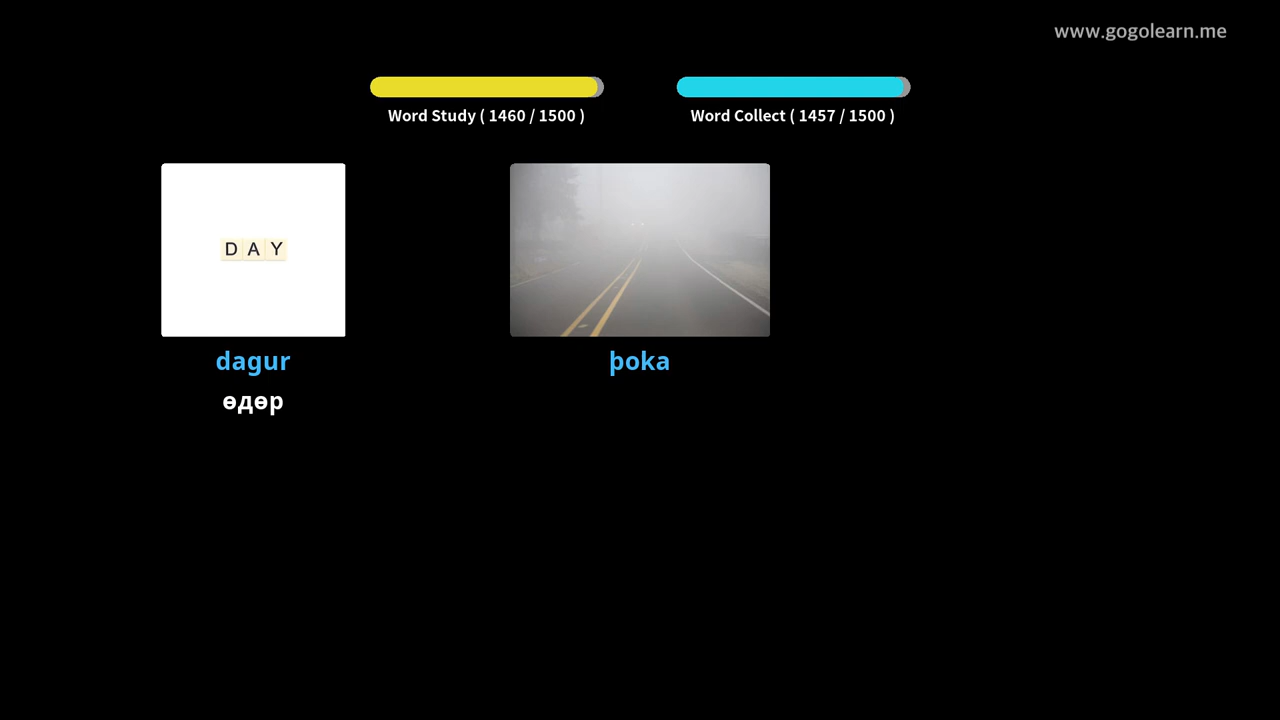 www.gogolearn.me
Word Study ( 1460 / 1500 )
Word Collect ( 1457 / 1500 )
DAY
dagur
þoka
өдөр